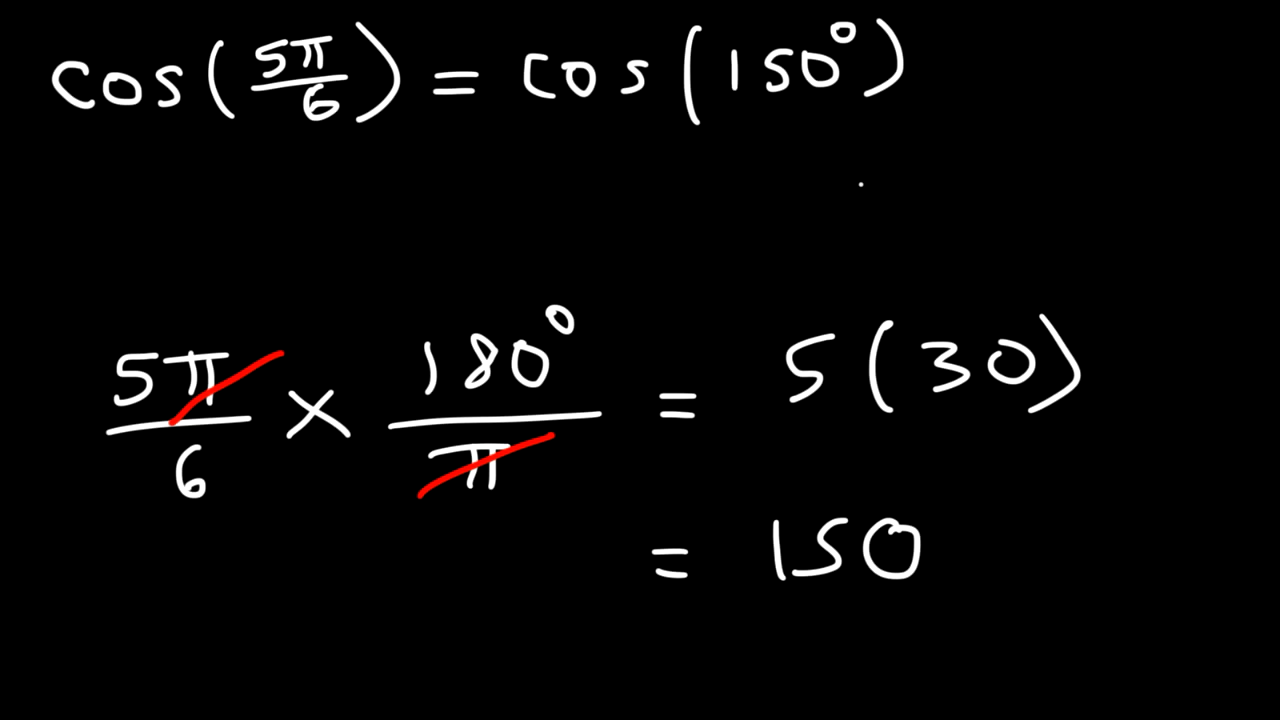 cos(5π/6) = cos(150°)
5π/6 × 180°/π = 5(30)
= 150